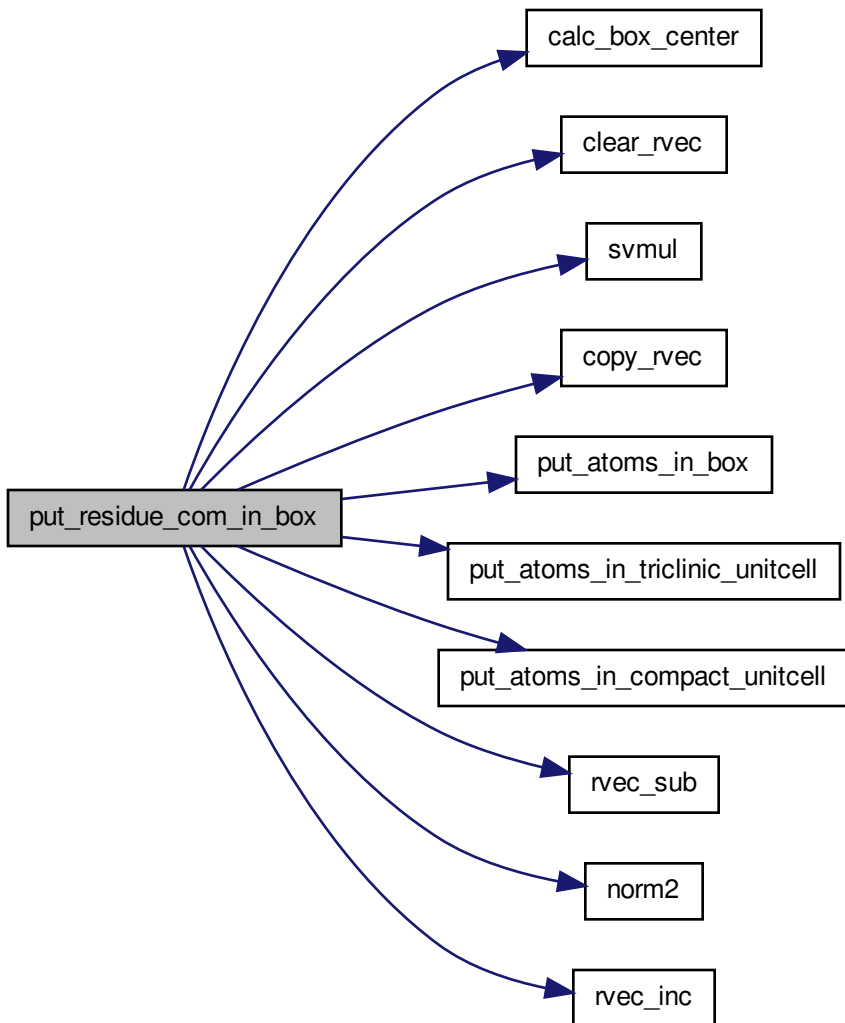 calc_box_center
clear_rvec
svmul
copy_rvec
put_atoms_in_box
put_residue_com_in_box
put_atoms_in_triclinic_unitcell
put_atoms_in_compact_unitcell
rvec_sub
norm2
rvec_inc